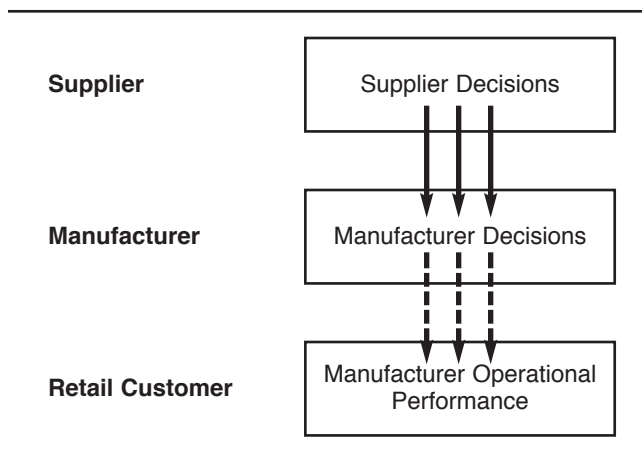 Supplier
Supplier Decisions
Manufacturer
Manufacturer Decisions
Retail Customer
Manufacturer Operational
Performance